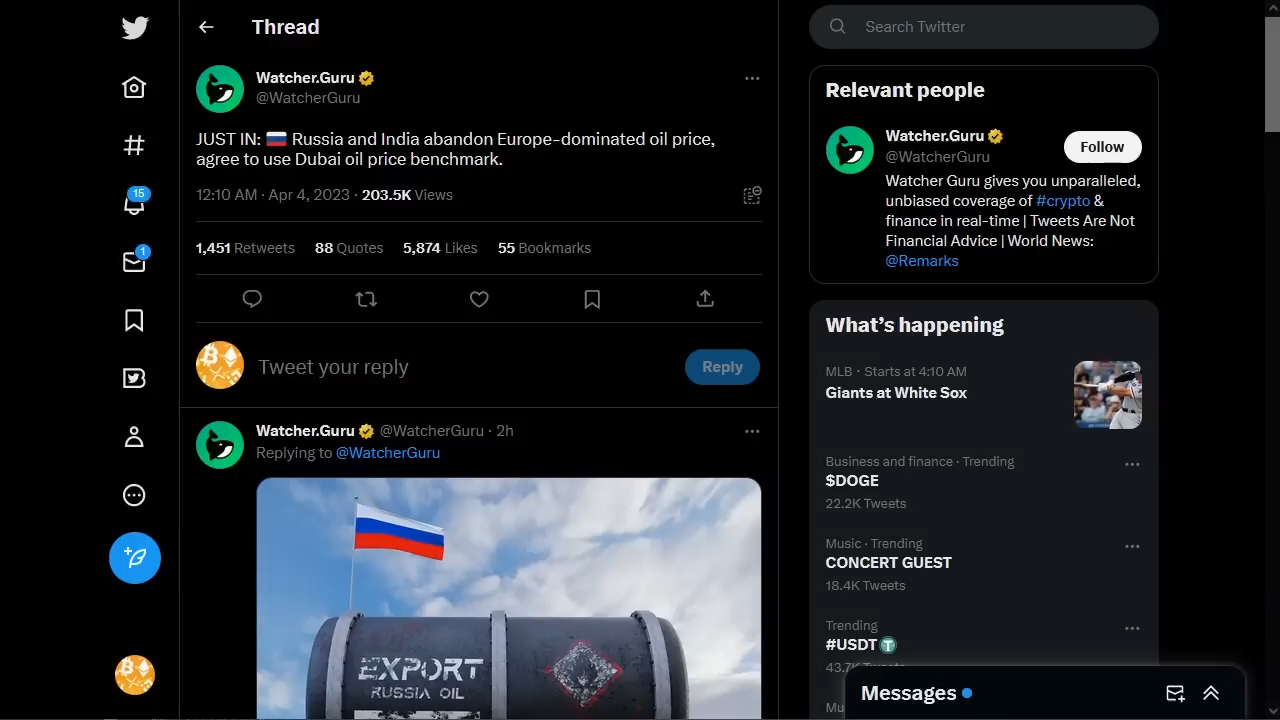 Thread
Watcher.Guru
@WatcherGuru
JUST IN: 🇷🇺 Russia and India abandon Europe-dominated oil price,
agree to use Dubai oil price benchmark.
12:10 AM · Apr 4, 2023 · 203.5K Views
1,451 Retweets 88 Quotes 5,874 Likes 55 Bookmarks
Tweet your reply
Reply
Watcher.Guru @WatcherGuru · 2h
Replying to @WatcherGuru
EXPORT
RUSSIA OIL
15
1
Search Twitter
Relevant people
Watcher.Guru
@WatcherGuru
Follow
Watcher Guru gives you unparalleled,
unbiased coverage of #crypto &
finance in real-time | Tweets Are Not
Financial Advice | World News:
@Remarks
What's happening
MLB · Starts at 4:10 AM
Giants at White Sox
Business and finance · Trending
$DOGE
22.2K Tweets
Music · Trending
CONCERT GUEST
18.4K Tweets
Trending
#USDT
43.7K Tweets
Mu
Messages